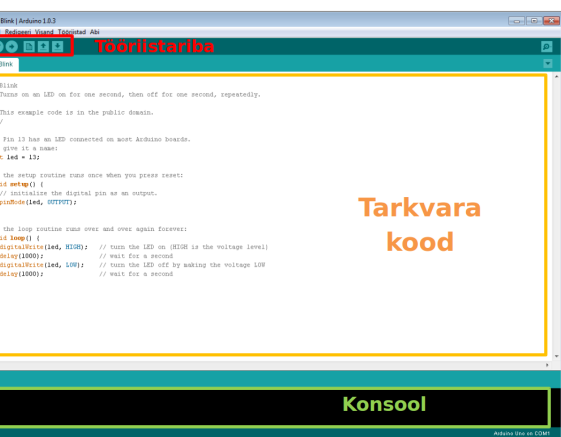 Blink | Arduino 1.0.3
Redigeeri Visand Tööriistad Abi
Tööriistariba
Blink
Blink
Turns on an LED on for one second, then off for one second, repeatedly.
This example code is in the public domain.
/
Pin 13 has an LED connected on most Arduino boards.
give it a name:
t led = 13;
the setup routine runs once when you press reset:
id setup() {
// initialize the digital pin as an output.
pinMode(led, OUTPUT);
the loop routine runs over and over again forever:
id loop() {
digitalWrite(led, HIGH); // turn the LED on (HIGH is the voltage level)
delay(1000); // wait for a second
digitalWrite(led, LOW); // turn the LED off by making the voltage LOW
delay(1000); // wait for a second
Tarkvara
kood
Konsool
Arduino Uno on COM1